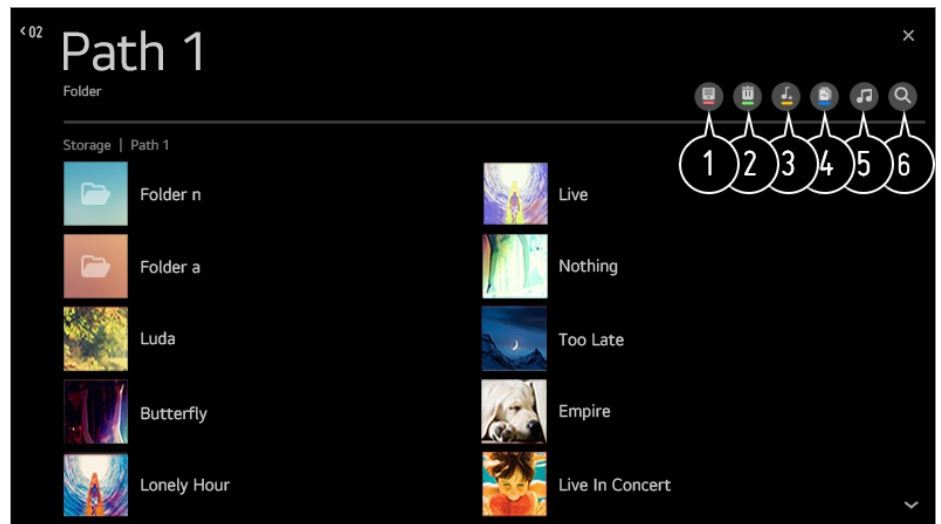 < 02
Path 1
Folder
1
2
3
4
5
6
Storage | Path 1
Folder n
Live
Folder a
Nothing
Luda
Too Late
Butterfly
Empire
Lonely Hour
Live In Concert